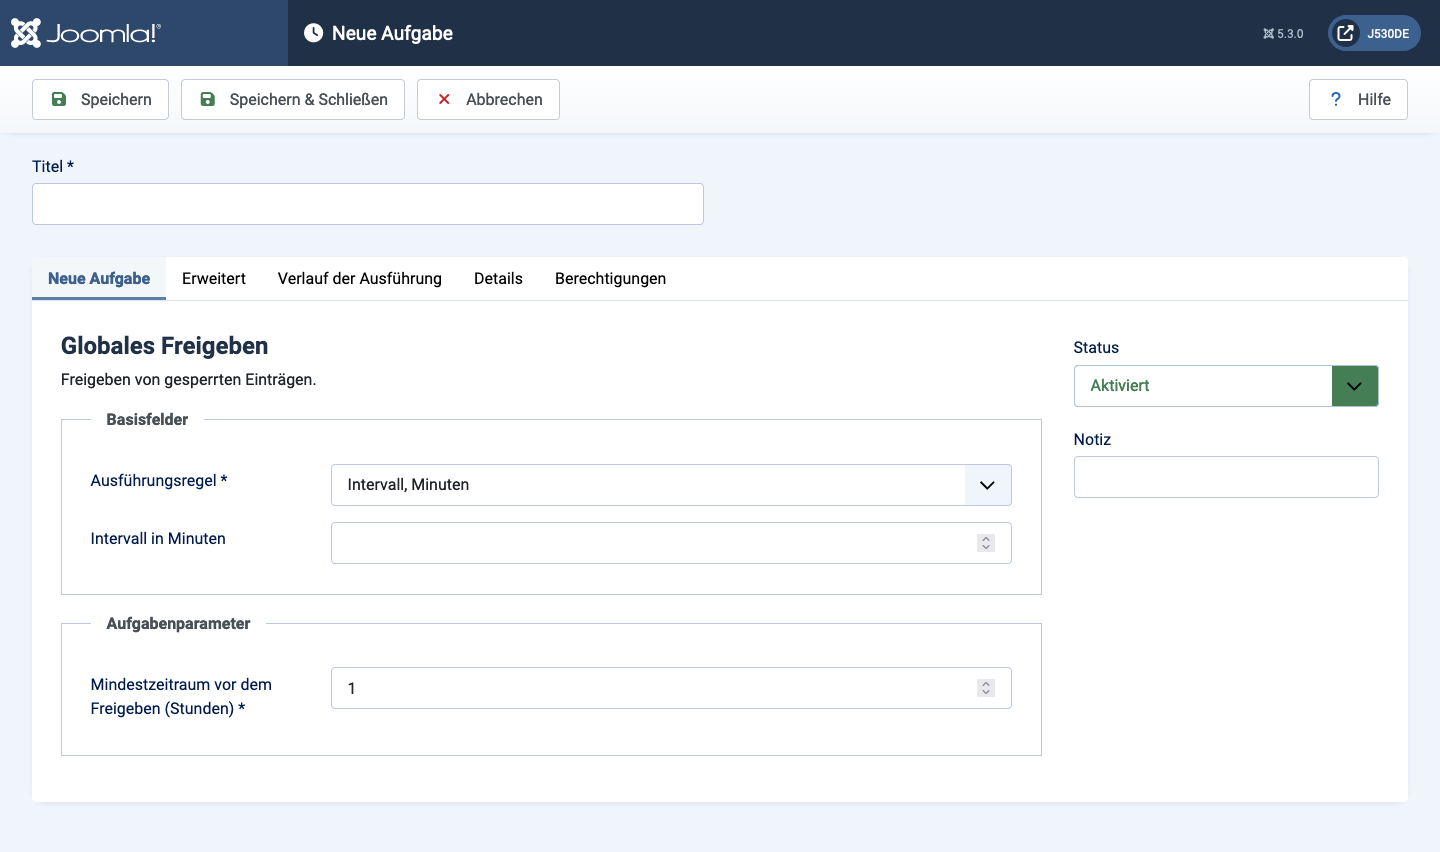 Joomla!®
Neue Aufgabe
5.3.0
J530DE
Speichern
Speichern & Schließen
Abbrechen
? Hilfe
Titel *
Neue Aufgabe
Erweitert
Verlauf der Ausführung
Details
Berechtigungen
Globales Freigeben
Freigeben von gesperrten Einträgen.
Basisfelder
Ausführungsregel *
Intervall, Minuten
Intervall in Minuten
Aufgabenparameter
Mindestzeitraum vor dem
Freigeben (Stunden) *
1
Status
Aktiviert
Notiz